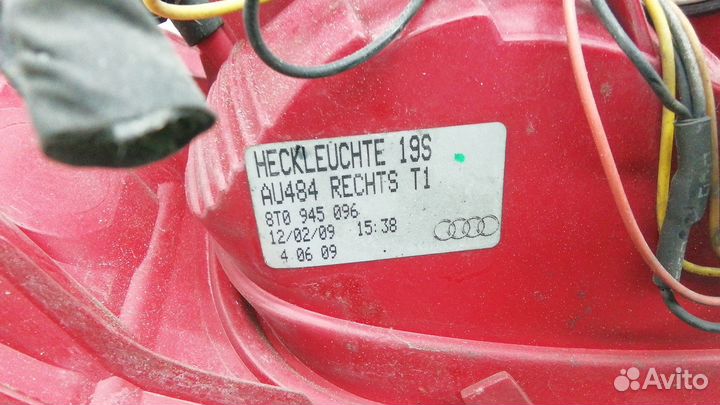 HECKLEUCHTE 19S
AU484 RECHTS T1
8T0 945 096
12/02/09 15:38
4 06 09
Avito